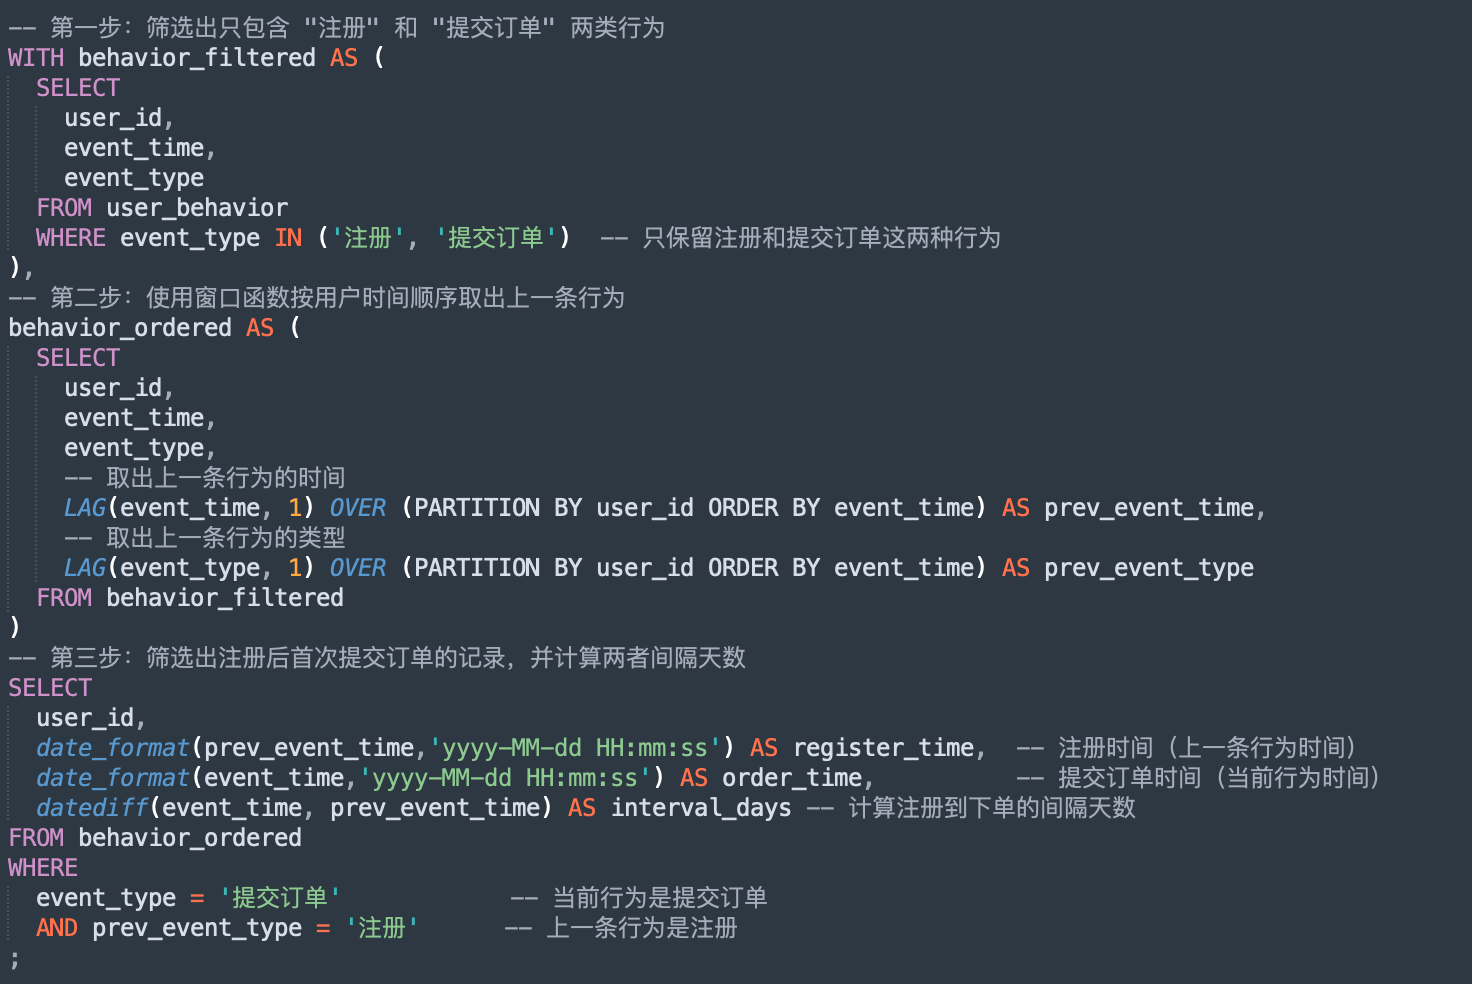 -- 第一步：筛选出只包含 "注册" 和 "提交订单" 两类行为
WITH behavior_filtered AS (
  SELECT
    user_id,
    event_time,
    event_type
  FROM user_behavior
  WHERE event_type IN ('注册', '提交订单')  -- 只保留注册和提交订单这两种行为
),
-- 第二步：使用窗口函数按用户时间顺序取出上一条行为
behavior_ordered AS (
  SELECT
    user_id,
    event_time,
    event_type,
    -- 取出上一条行为的时间
    LAG(event_time, 1) OVER (PARTITION BY user_id ORDER BY event_time) AS prev_event_time,
    -- 取出上一条行为的类型
    LAG(event_type, 1) OVER (PARTITION BY user_id ORDER BY event_time) AS prev_event_type
  FROM behavior_filtered
)
-- 第三步：筛选出注册后首次提交订单的记录，并计算两者间隔天数
SELECT
  user_id,
  date_format(prev_event_time,'yyyy-MM-dd HH:mm:ss') AS register_time,  -- 注册时间（上一条行为时间）
  date_format(event_time,'yyyy-MM-dd HH:mm:ss') AS order_time,          -- 提交订单时间（当前行为时间）
  datediff(event_time, prev_event_time) AS interval_days -- 计算注册到下单的间隔天数
FROM behavior_ordered
WHERE
  event_type = '提交订单'            -- 当前行为是提交订单
  AND prev_event_type = '注册'      -- 上一条行为是注册
;